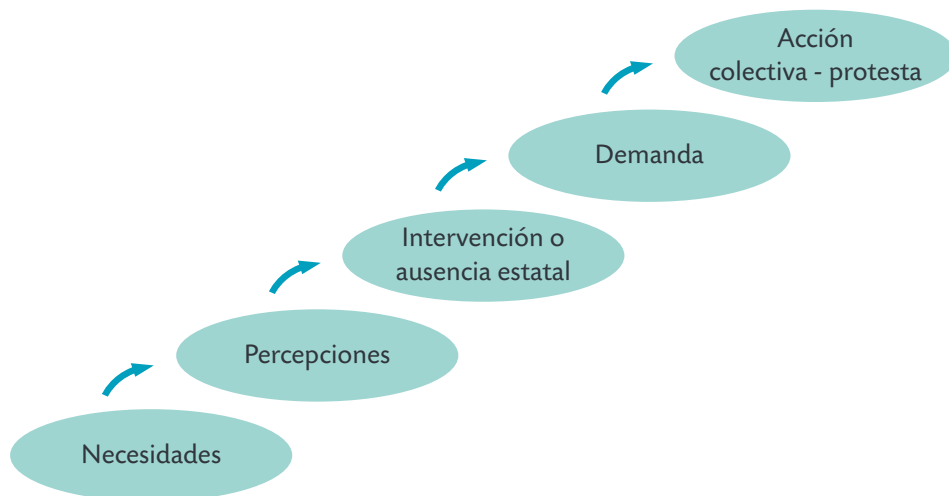 Acción
colectiva - protesta
Demanda
Intervención o
ausencia estatal
Percepciones
Necesidades